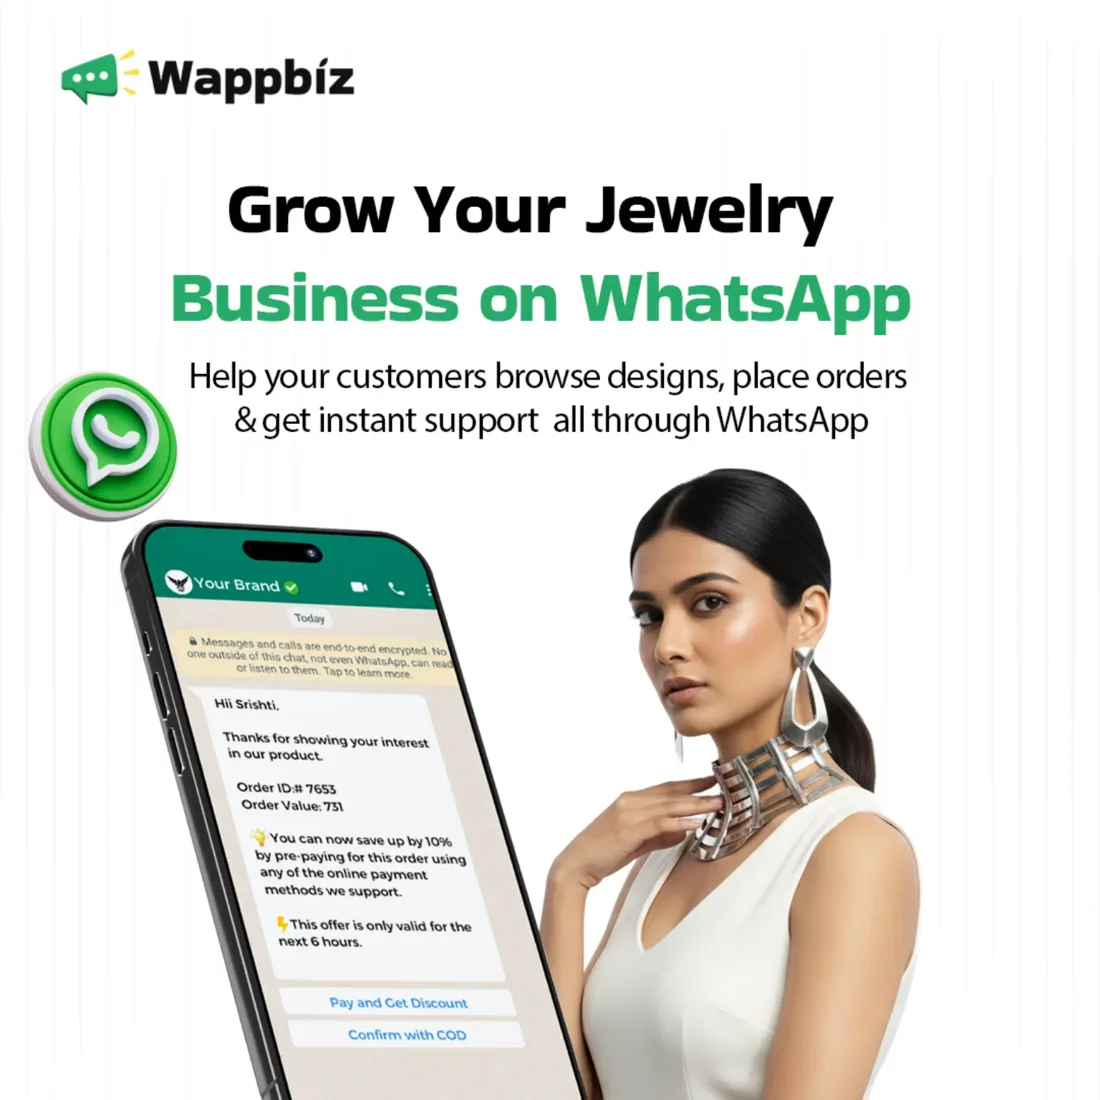 Wappbíz
Grow Your Jewelry
Business on WhatsApp
Help your customers browse designs, place orders
& get instant support all through WhatsApp
Your Brand
Today
Messages and calls are end-to-end encrypted. No
one outside of this chat, not even WhatsApp, can read
or listen to them. Tap to learn more.
Hii Srishti,
Thanks for showing your interest
in our product.
Order ID:# 7653
Order Value: 731
You can now save up by 10%
by pre-paying for this order using
any of the online payment
methods we support.
This offer is only valid for the
next 6 hours.
Pay and Get Discount
Confirm with COD